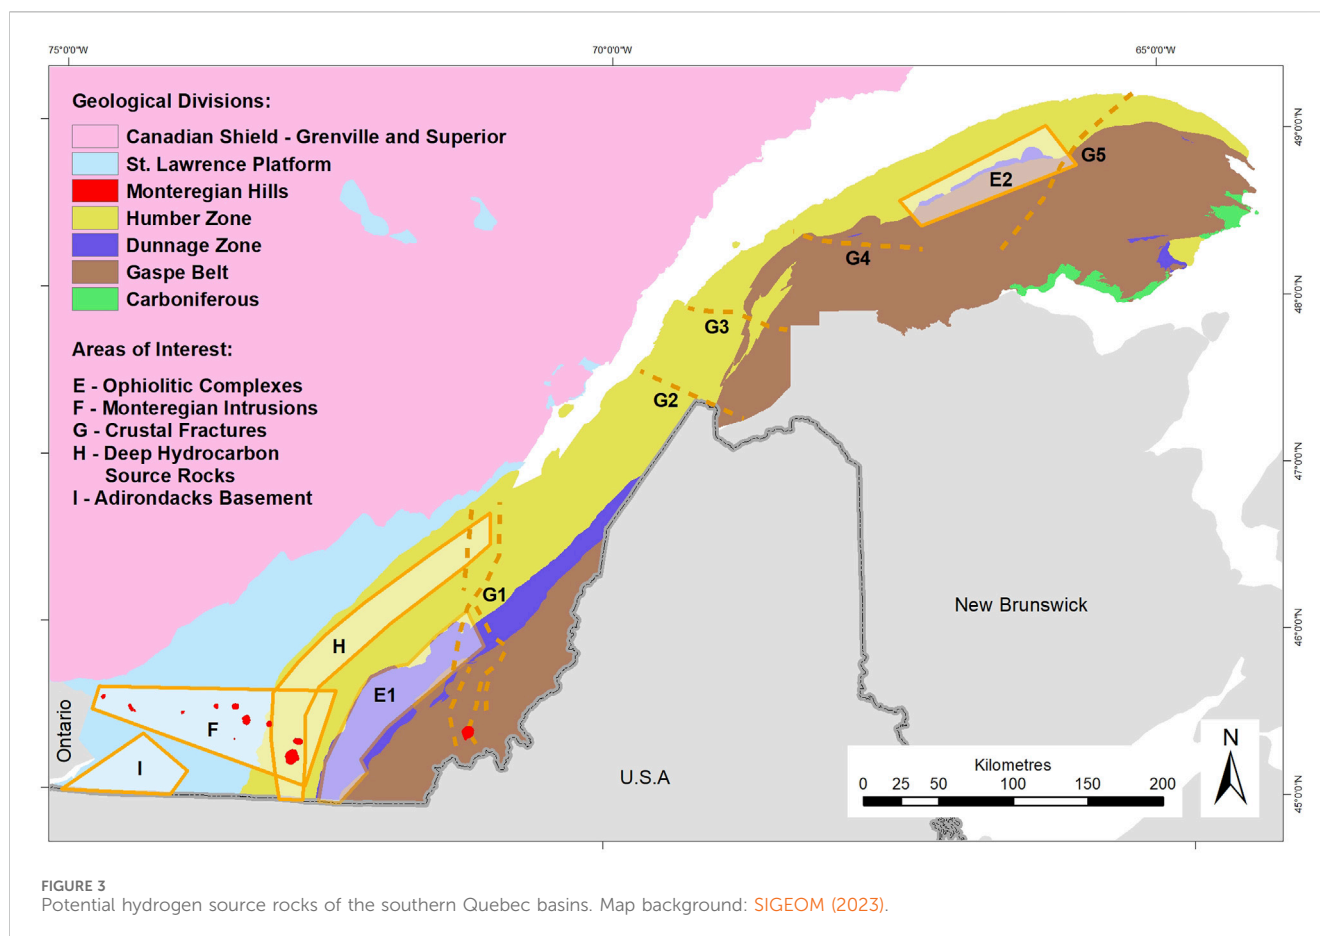 75°0'0"W
70°0'0"W
65°0'0"W
Geological Divisions:
Canadian Shield - Grenville and Superior
St. Lawrence Platform
Monteregian Hills
Humber Zone
Dunnage Zone
Gaspe Belt
Carboniferous
Areas of Interest:
E - Ophiolitic Complexes
F - Monteregian Intrusions
G - Crustal Fractures
H - Deep Hydrocarbon
Source Rocks
I - Adirondacks Basement
49°0'0"N
48°0'0"N
47°0'0"N
46°0'0"N
45°0'0"N
G5
E2
G4
G3
G2
G1
H
E1
F
I
Ontario
New Brunswick
U.S.A
N
Kilometres
0 25 50 100 150 200
FIGURE 3
Potential hydrogen source rocks of the southern Quebec basins. Map background: SIGEOM (2023).